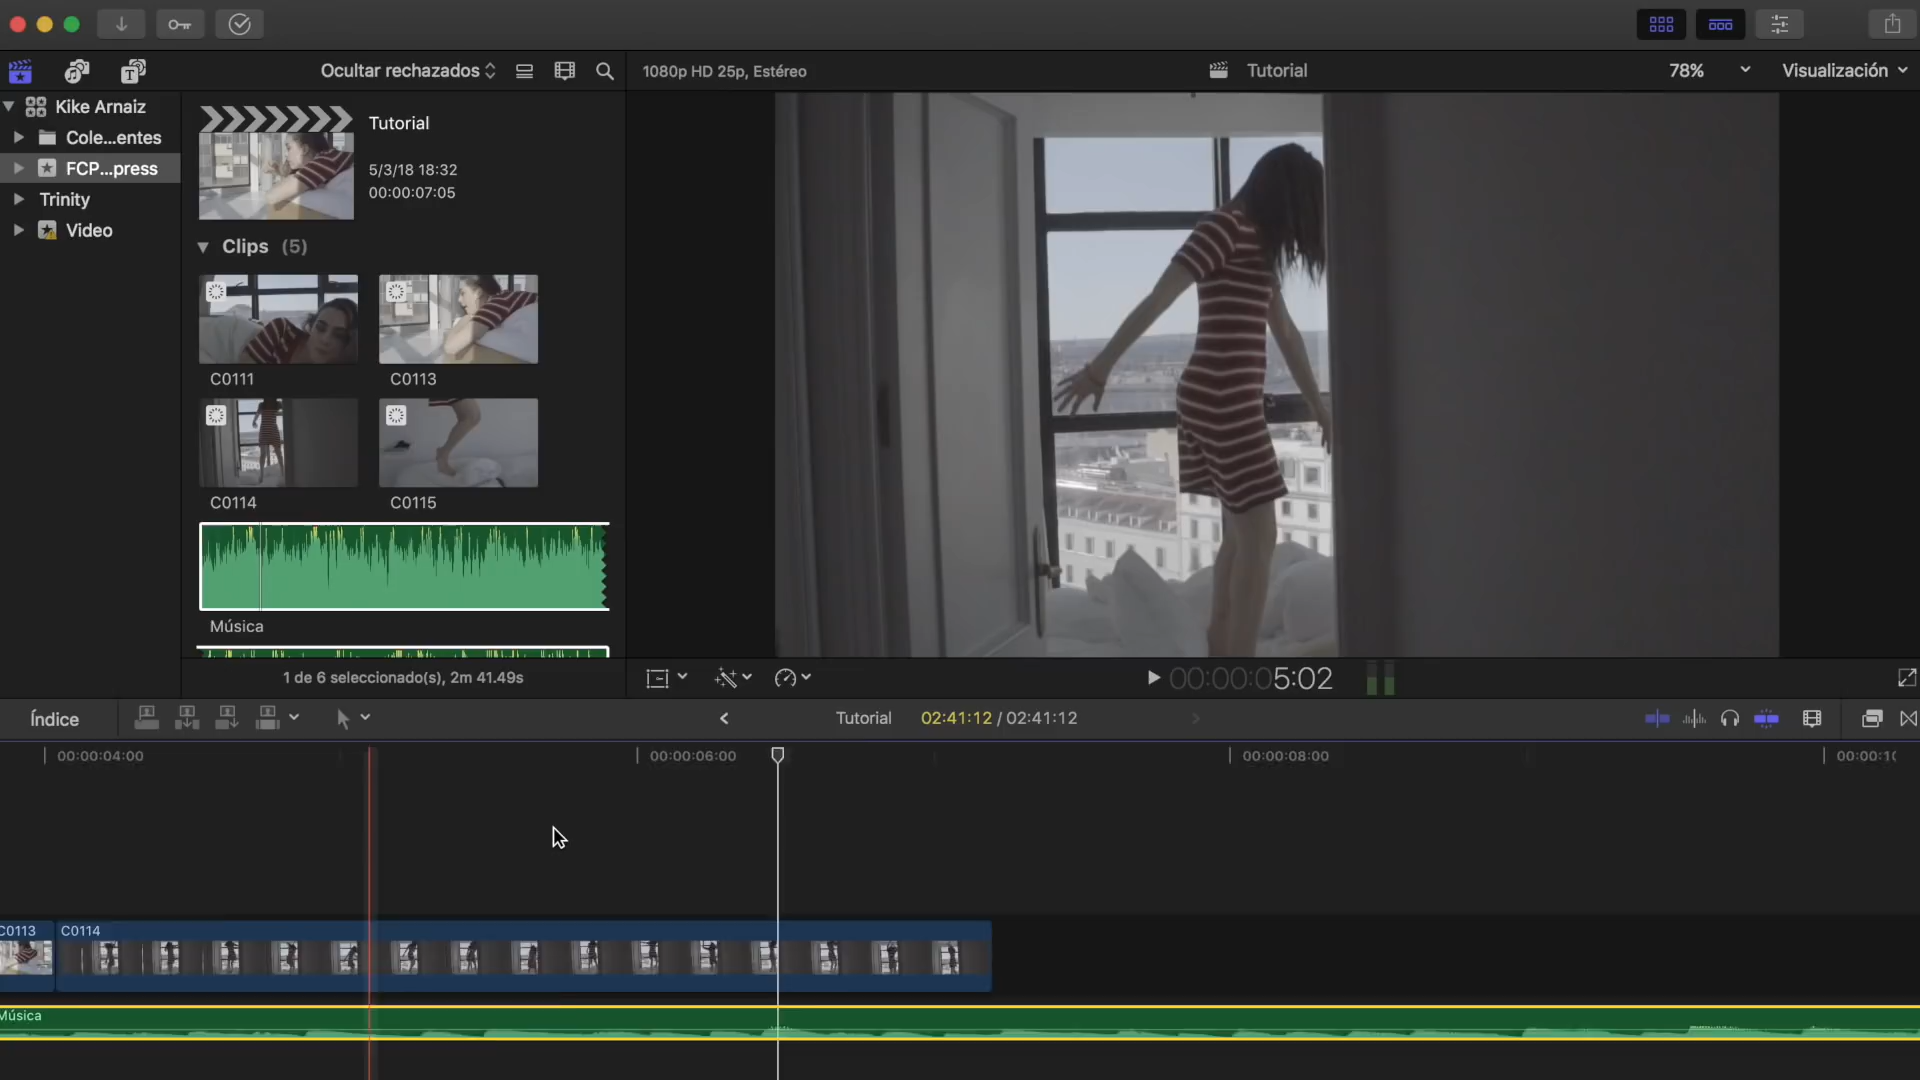 Ocultar rechazados
1080p HD 25p, Estéreo
Tutorial
78%
Visualización
Kike Arnaiz
Cole...entes
FCP...press
Trinity
Video
Tutorial
5/3/18 18:32
00:00:07:05
Clips (5)
C0111
C0113
C0114
C0115
Música
1 de 6 seleccionado(s), 2m 41.49s
00:00:05:02
Índice
Tutorial
02:41:12 / 02:41:12
00:00:04:00
00:00:06:00
00:00:08:00
00:00:1
C0113
C0114
Música